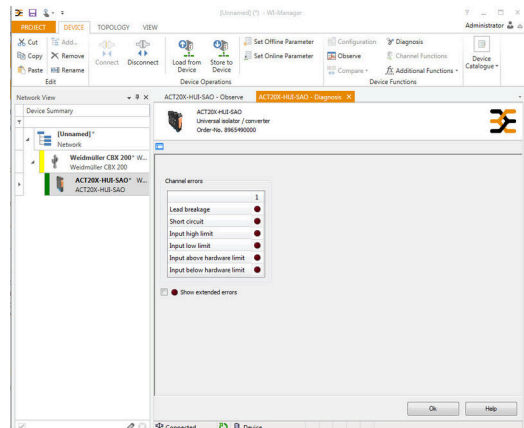 [Unnamed] (*) - WI-Manager
PROJECT DEVICE TOPOLOGY VIEW Administrator
Cut Add...
Copy Remove
Paste Rename
Edit
Connect Disconnect
Load from Device
Store to Device
Device Operations
Set Offline Parameter
Set Online Parameter
Configuration
Observe
Compare
Diagnosis
Channel Functions
Additional Functions
Device Functions
Device Catalogue
Network View
Device Summary
[Unnamed]*
Network
Weidmüller CBX 200* W...
Weidmüller CBX 200
ACT20X-HUI-SAO* W...
ACT20X-HUI-SAO
ACT20X-HUI-SAO - Observe ACT20X-HUI-SAO - Diagnosis
ACT20X-HUI-SAO
Universal isolator / converter
Order-No. 8965490000
Channel errors
1
Lead breakage
Short circuit
Input high limit
Input low limit
Input above hardware limit
Input below hardware limit
Show extended errors
Ok Help
Connected Device